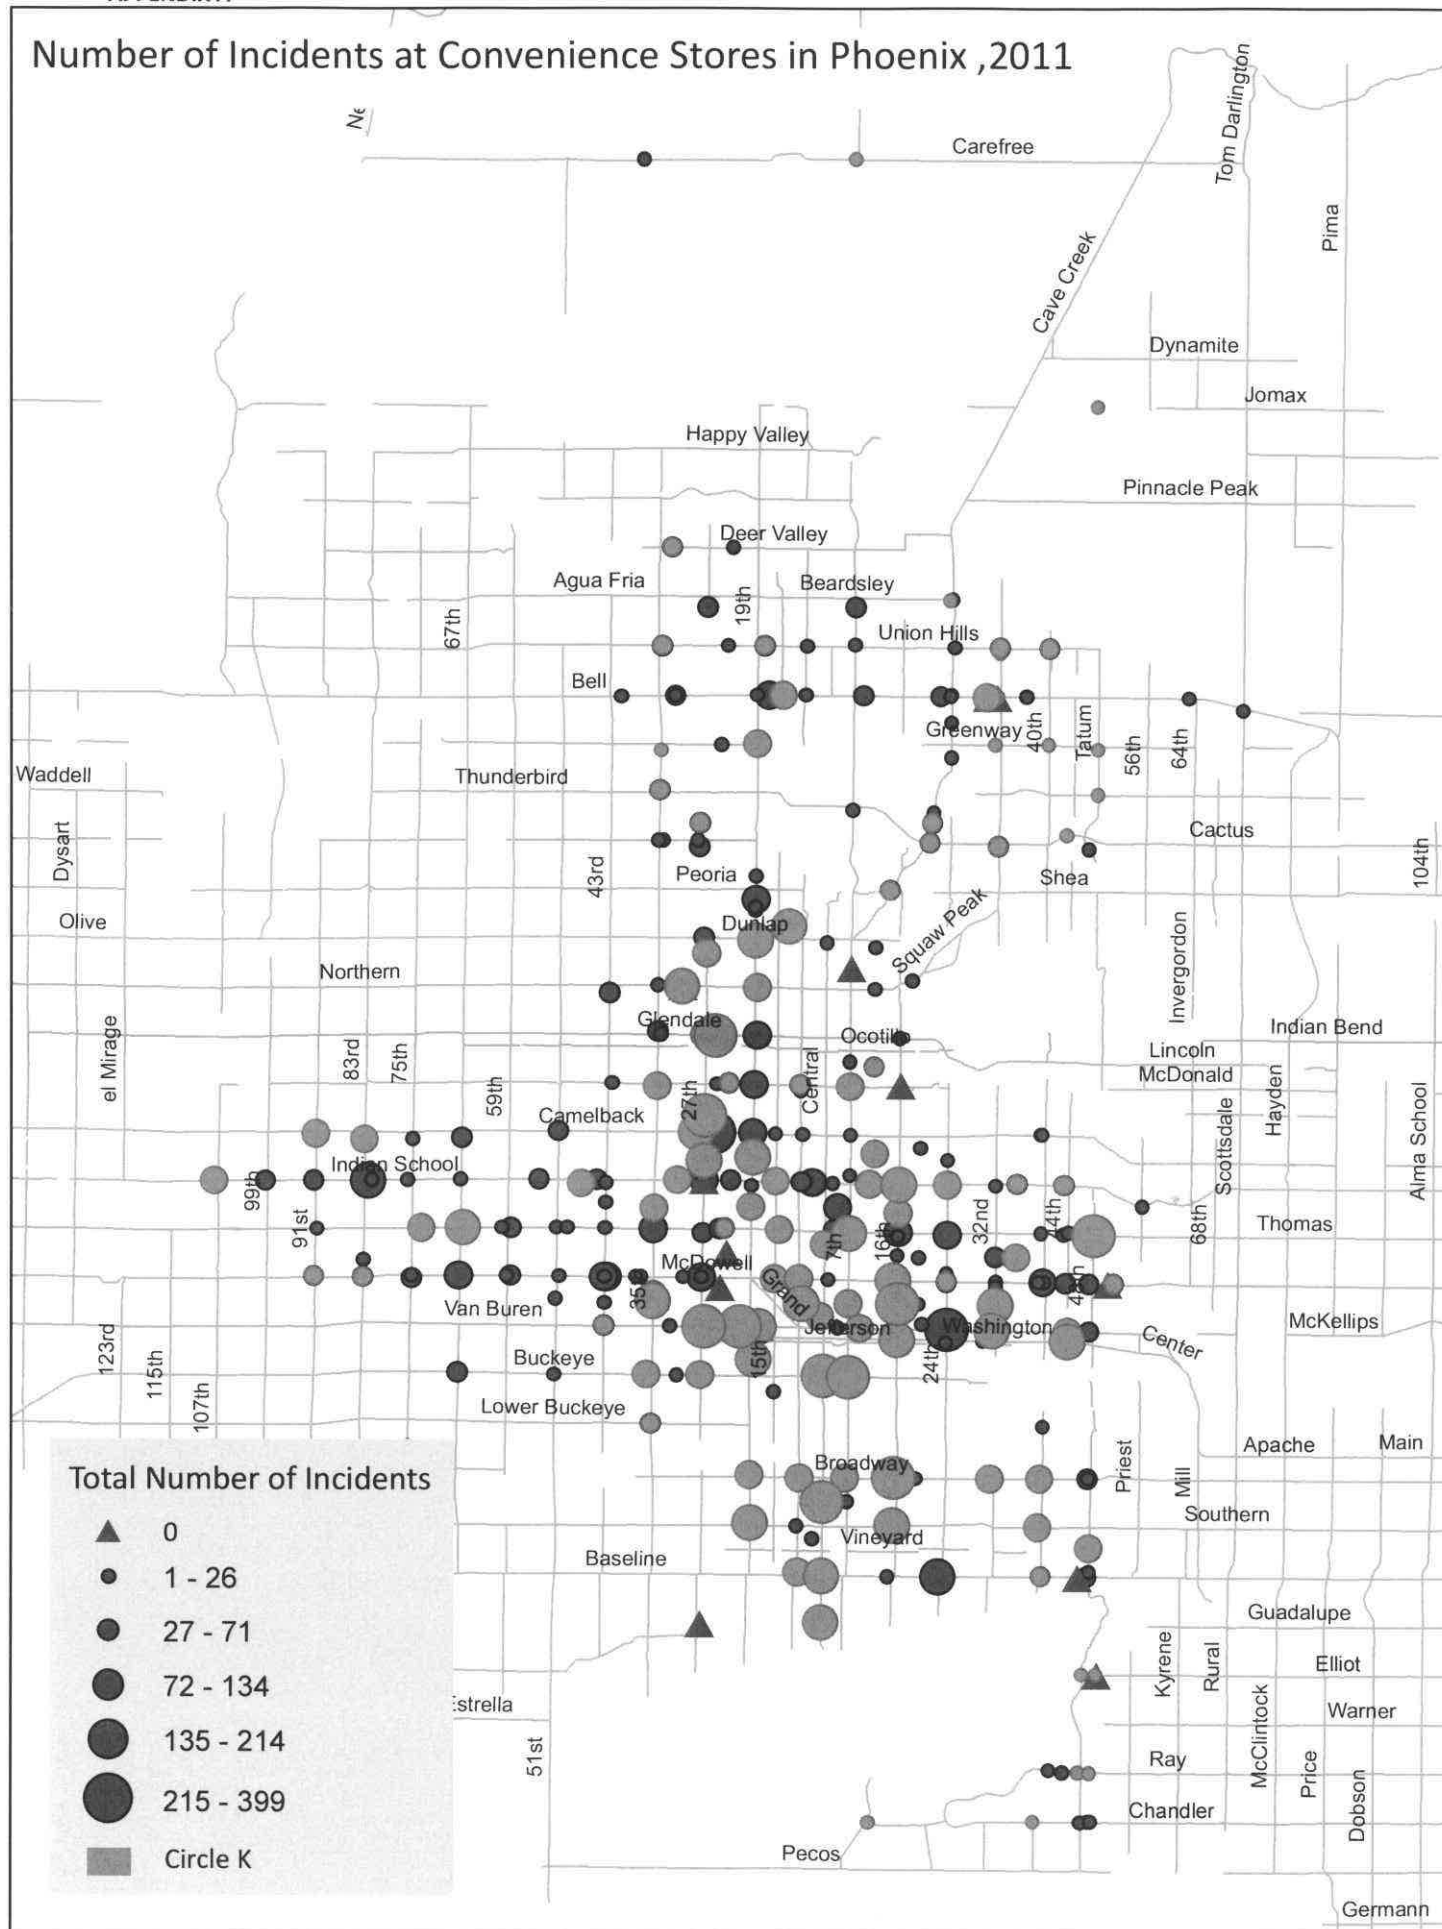 Number of Incidents at Convenience Stores in Phoenix ,2011
Carefree
Tom Darlington
Pima
Cave Creek
Dynamite
Jomax
Happy Valley
Pinnacle Peak
Deer Valley
Agua Fria
Beardsley
19th
67th
Union Hills
Bell
Greenway
40th
Tatum
56th
64th
Waddell
Thunderbird
Cactus
Dysart
43rd
Peoria
Shea
104th
Olive
Dunlap
Squaw Peak
Northern
Invergordon
Glendale
Ocotillo
Indian Bend
el Mirage
83rd
75th
Lincoln
McDonald
59th
27th
Central
Camelback
Scottsdale
Hayden
Alma School
Indian School
99th
91st
7th
16th
32nd
44th
68th
Thomas
McDowell
Grand
35th
48th
Van Buren
Jefferson
Washington
McKellips
Center
123rd
115th
107th
Buckeye
15th
24th
Lower Buckeye
Broadway
Priest
Mill
Apache
Main
Southern
Vineyard
Baseline
Guadalupe
Kyrene
Rural
Elliot
Estrella
McClintock
Warner
51st
Ray
Price
Chandler
Dobson
Pecos
Germann
Total Number of Incidents
0
1 - 26
27 - 71
72 - 134
135 - 214
215 - 399
Circle K